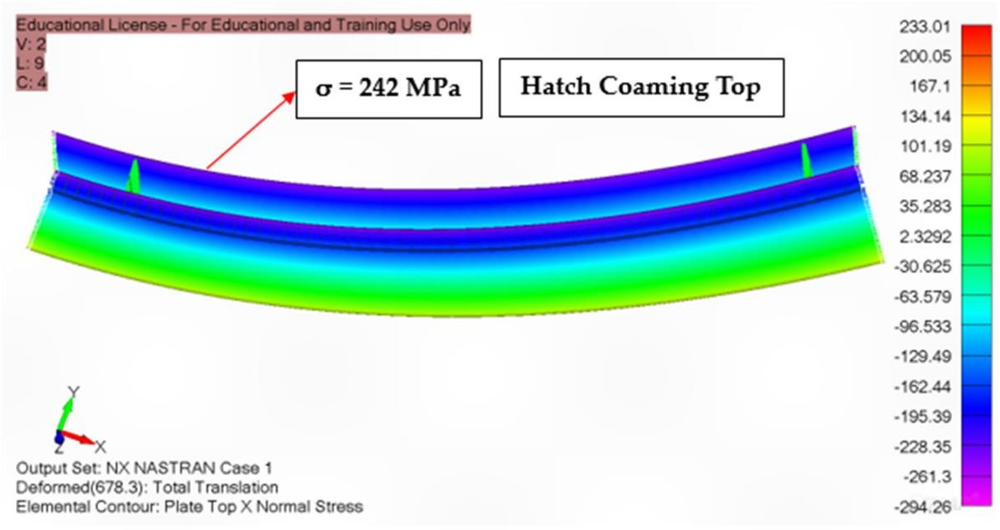 Educational License - For Educational and Training Use Only
V: 2
L: 9
C: 4
σ = 242 MPa
Hatch Coaming Top
233.01
200.05
167.1
134.14
101.19
68.237
35.283
2.3292
-30.625
-63.579
-96.533
-129.49
-162.44
-195.39
-228.35
-261.3
-294.26
Y
Z
X
Output Set: NX NASTRAN Case 1
Deformed(678.3): Total Translation
Elemental Contour: Plate Top X Normal Stress